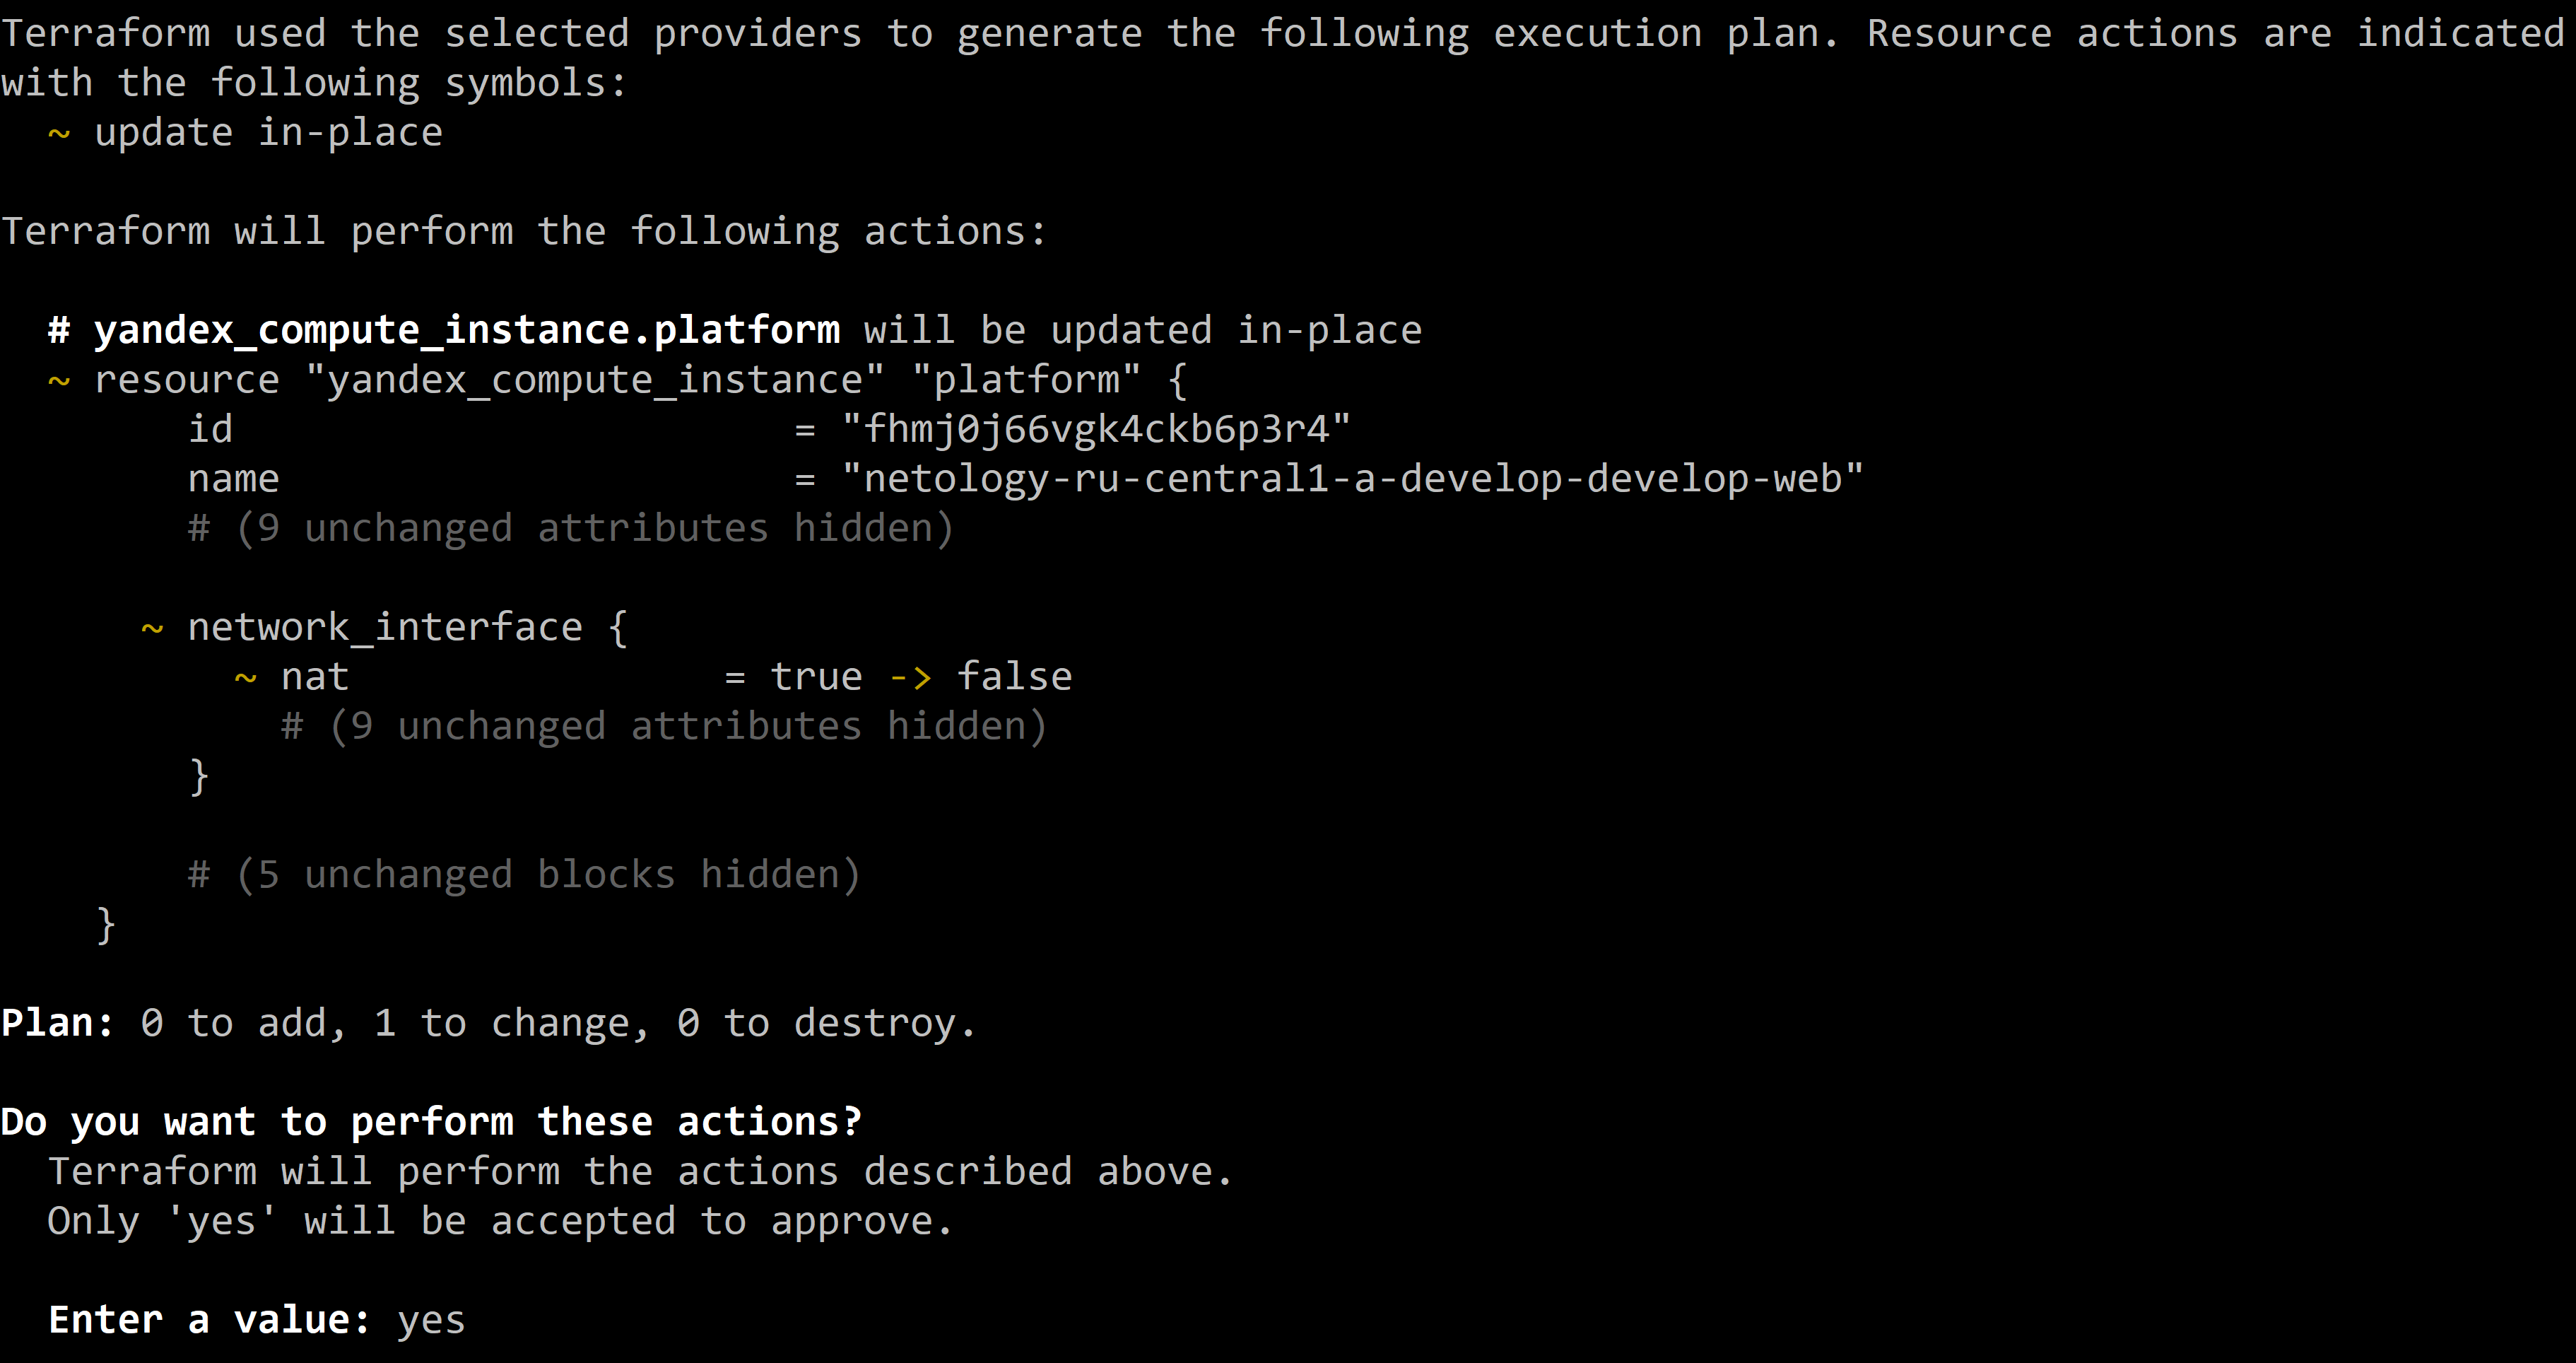 Terraform used the selected providers to generate the following execution plan. Resource actions are indicated
with the following symbols:
  ~ update in-place

Terraform will perform the following actions:

  # yandex_compute_instance.platform will be updated in-place
  ~ resource "yandex_compute_instance" "platform" {
        id                        = "fhmj0j66vgk4ckb6p3r4"
        name                      = "netology-ru-central1-a-develop-develop-web"
        # (9 unchanged attributes hidden)

      ~ network_interface {
          ~ nat                = true -> false
            # (9 unchanged attributes hidden)
        }

        # (5 unchanged blocks hidden)
    }

Plan: 0 to add, 1 to change, 0 to destroy.

Do you want to perform these actions?
  Terraform will perform the actions described above.
  Only 'yes' will be accepted to approve.

  Enter a value: yes